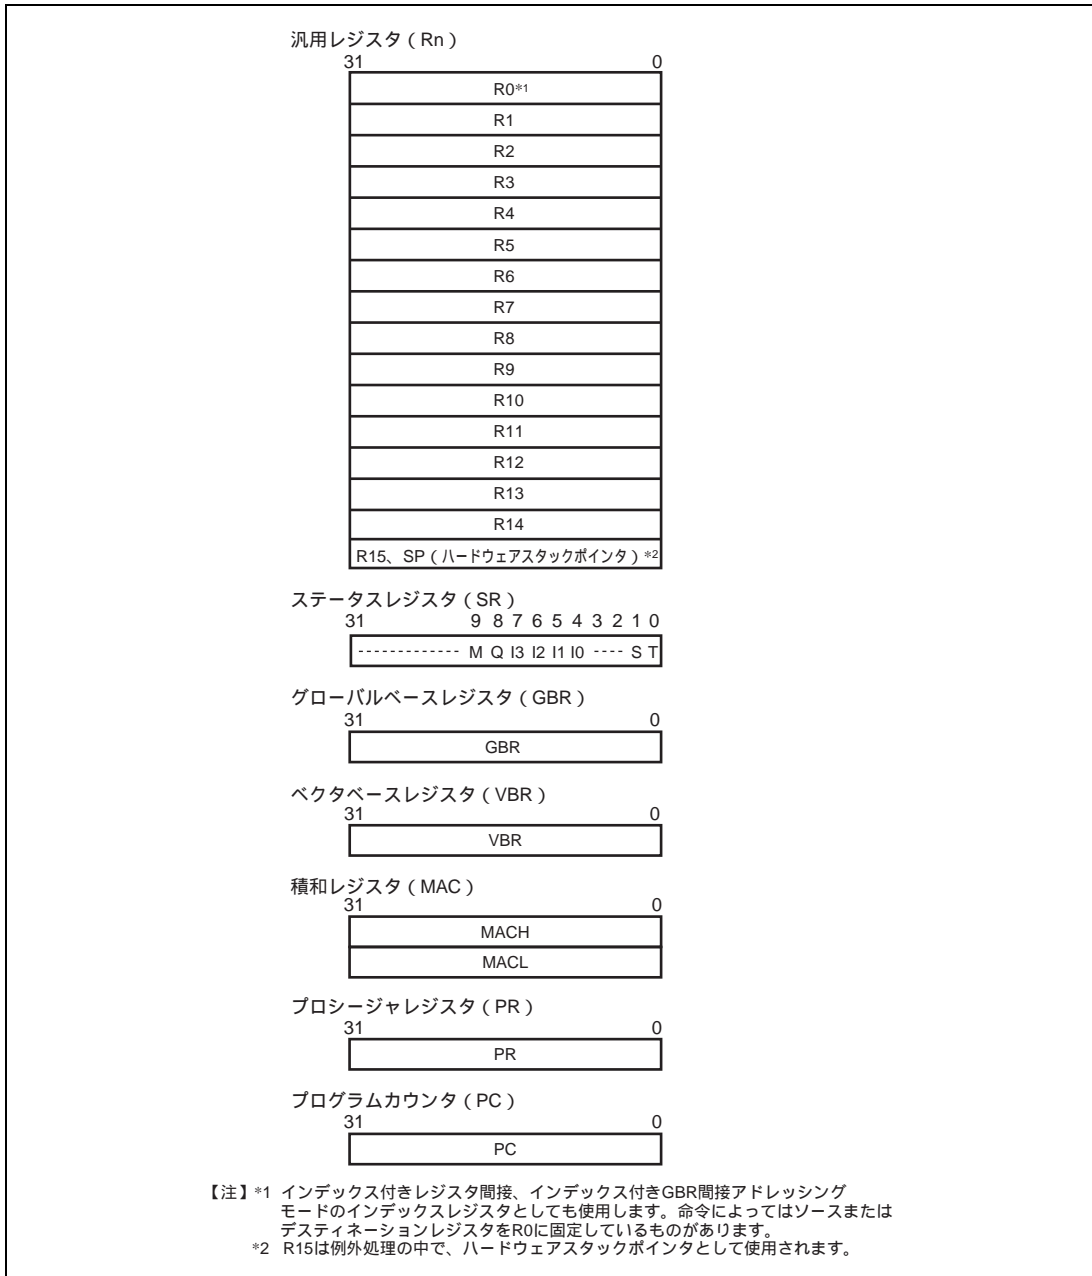 汎用レジスタ（Rn）
31 0
R0*1
R1
R2
R3
R4
R5
R6
R7
R8
R9
R10
R11
R12
R13
R14
R15、SP（ハードウェアスタックポインタ）*2
ステータスレジスタ（SR）
31 9 8 7 6 5 4 3 2 1 0
------------- M Q I3 I2 I1 I0 ---- S T
グローバルベースレジスタ（GBR）
31 0
GBR
ベクタベースレジスタ（VBR）
31 0
VBR
積和レジスタ（MAC）
31 0
MACH
MACL
プロシージャレジスタ（PR）
31 0
PR
プログラムカウンタ（PC）
31 0
PC
【注】*1 インデックス付きレジスタ間接、インデックス付きGBR間接アドレッシング
モードのインデックスレジスタとしても使用します。命令によってはソースまたは
デスティネーションレジスタをR0に固定しているものがあります。
*2 R15は例外処理の中で、ハードウェアスタックポインタとして使用されます。